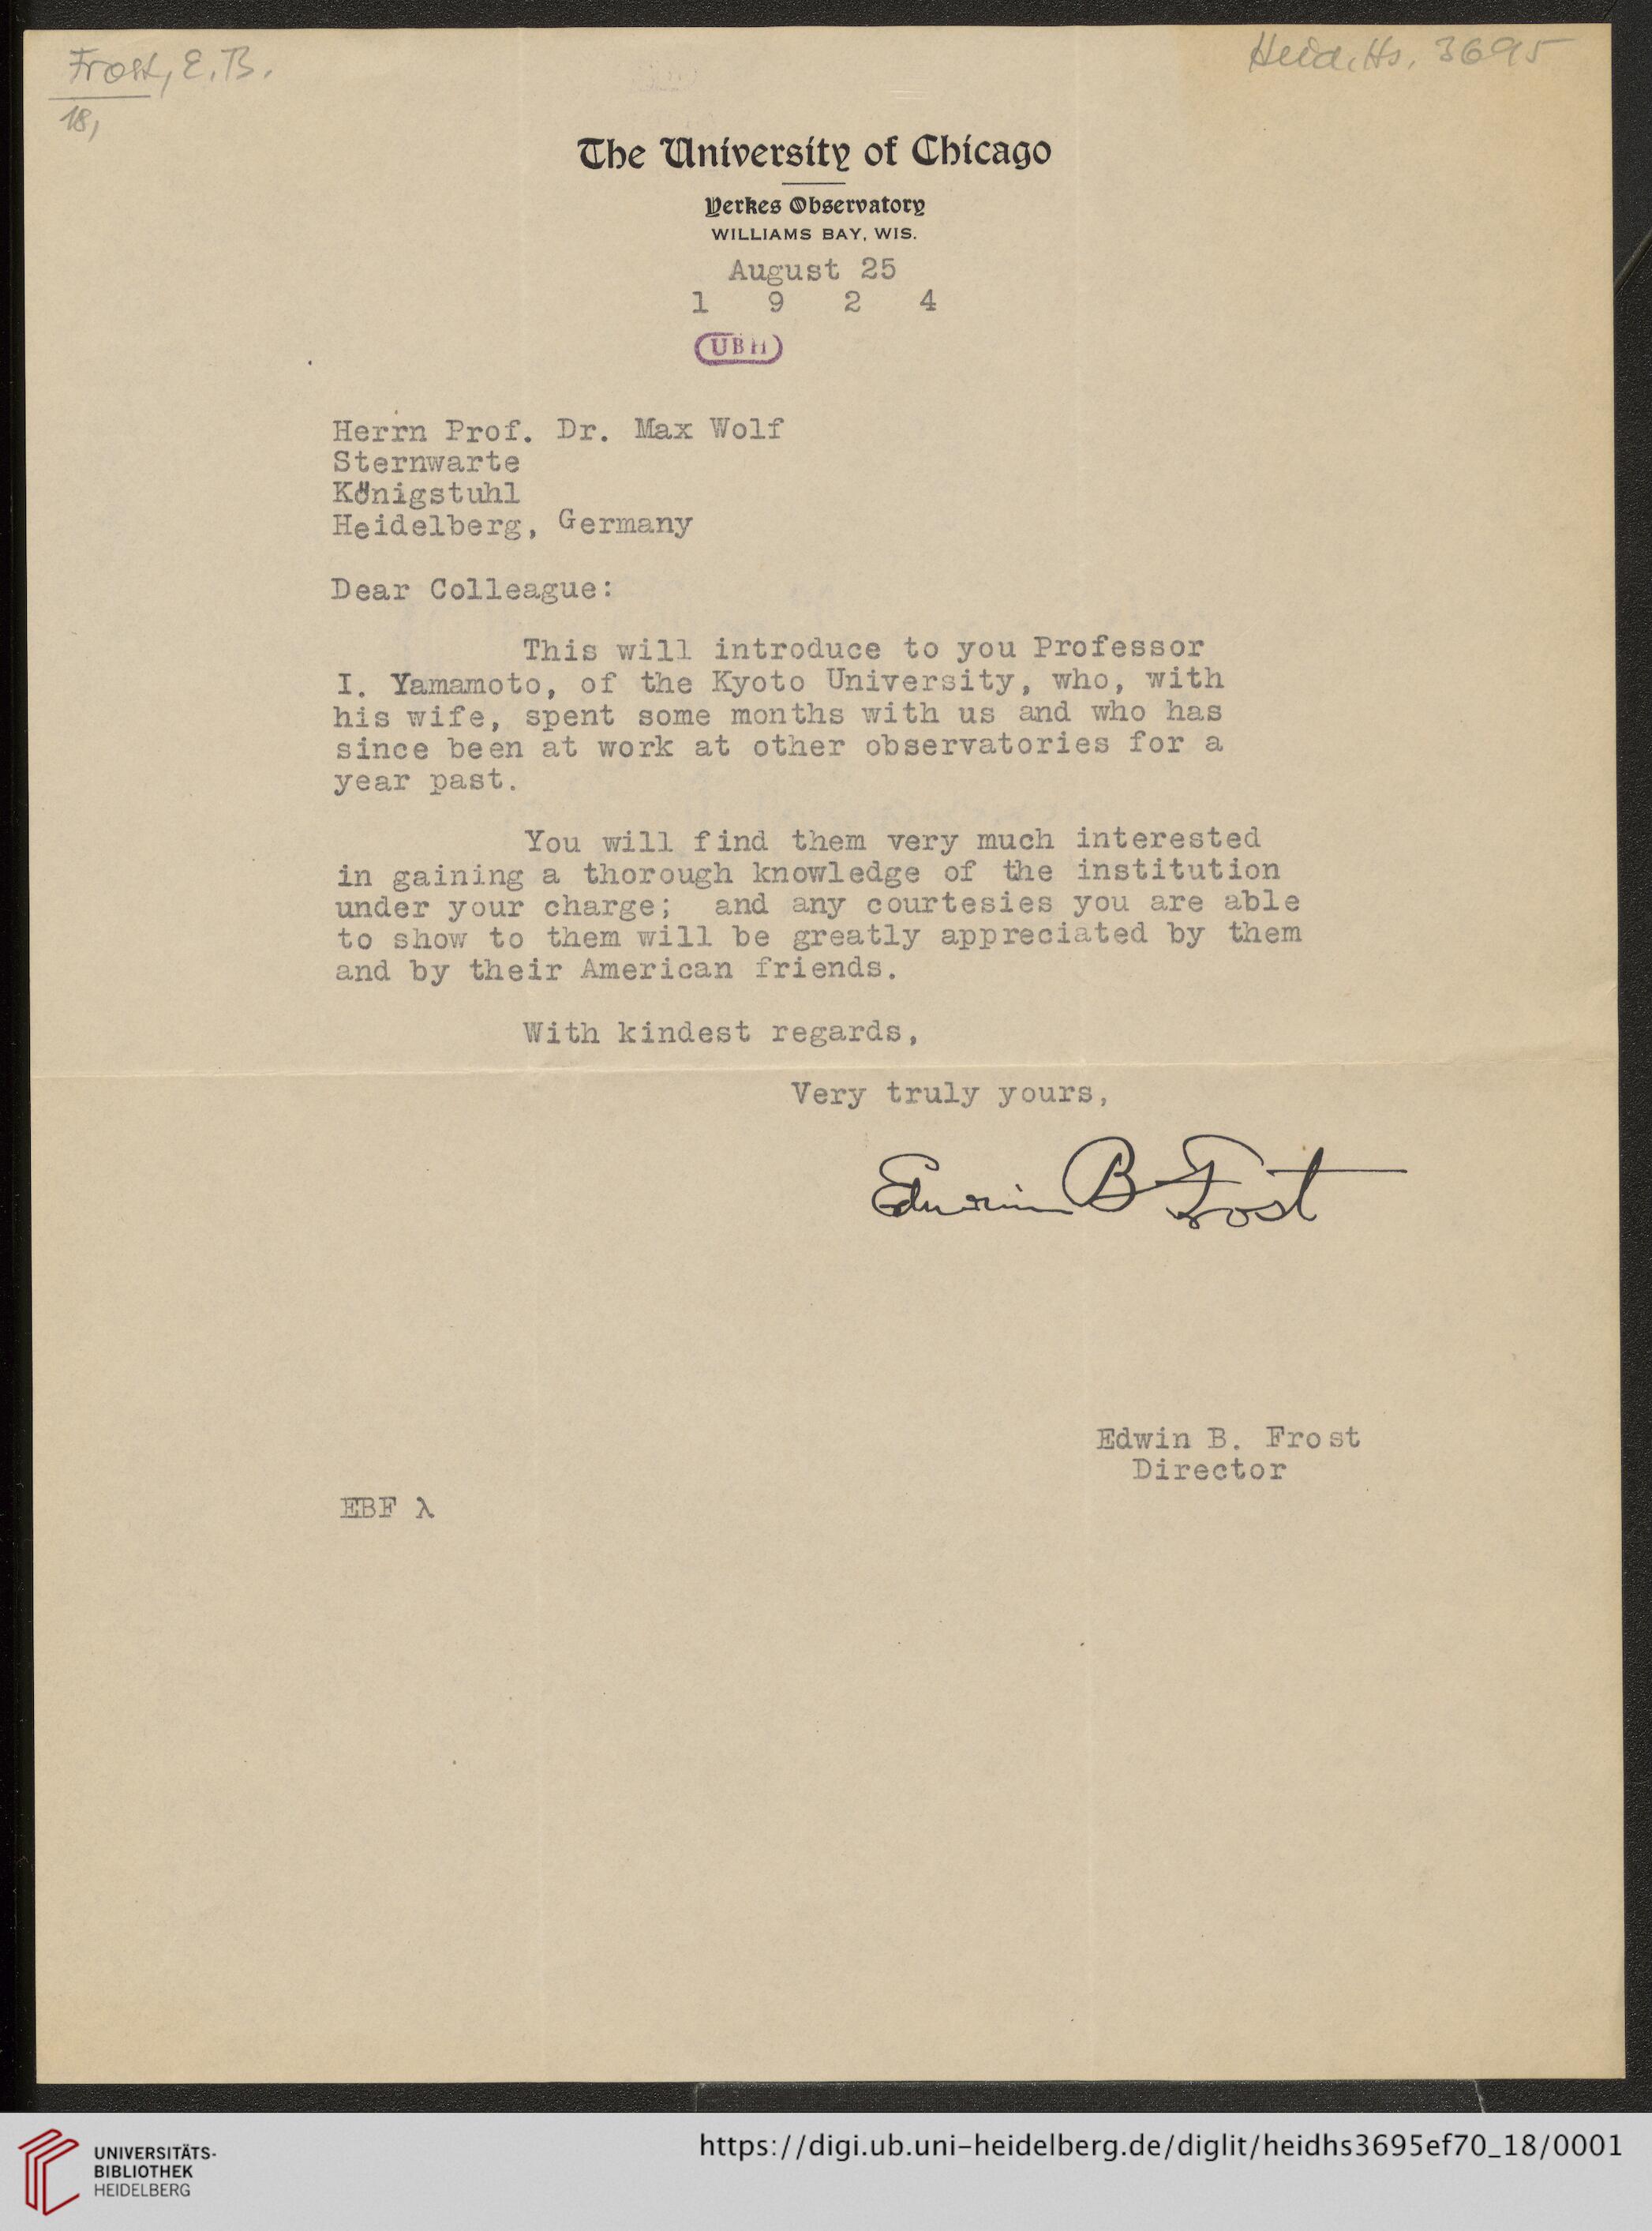 Frost, E. B.
18,
Heid. Hs. 3695
The University of Chicago
Yerkes Observatory
WILLIAMS BAY, WIS.
August 25
1 9 2 4
UBH
Herrn Prof. Dr. Max Wolf
Sternwarte
Königstuhl
Heidelberg, Germany
Dear Colleague:
This will introduce to you Professor
I. Yamamoto, of the Kyoto University, who, with
his wife, spent some months with us and who has
since been at work at other observatories for a
year past.
You will find them very much interested
in gaining a thorough knowledge of the institution
under your charge; and any courtesies you are able
to show to them will be greatly appreciated by them
and by their American friends.
With kindest regards,
Very truly yours,
Edwin B Frost
Edwin B. Frost
Director
EBF λ
UNIVERSITÄTS-
BIBLIOTHEK
HEIDELBERG
https://digi.ub.uni-heidelberg.de/diglit/heidhs3695ef70_18/0001